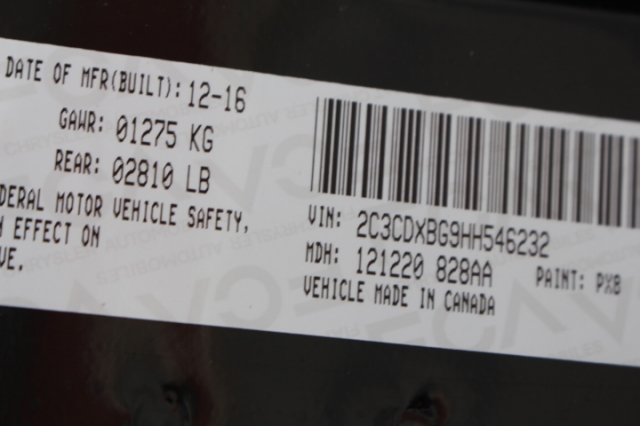 DATE OF MFR(BUILT): 12-16
GAWR: 01275 KG
REAR: 02810 LB
DERAL MOTOR VEHICLE SAFETY,
EFFECT ON
VE.
VIN: 2C3CDXBG9HH546232
MDH: 121220 828AA PAINT: PXB
VEHICLE MADE IN CANADA